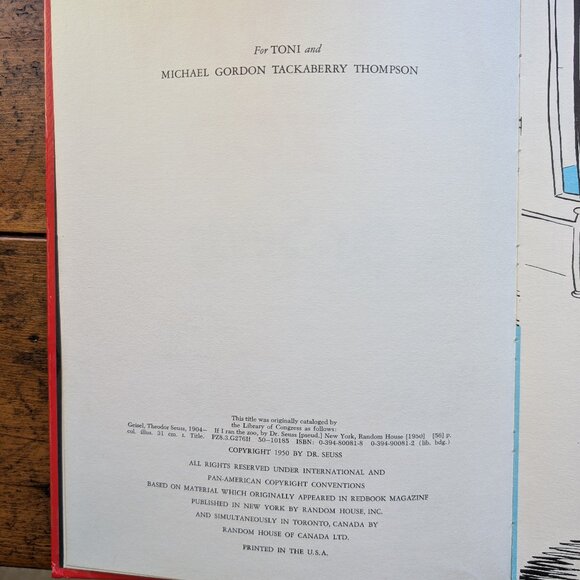 For TONI and
MICHAEL GORDON TACKABERRY THOMPSON
This title was originally cataloged by
the Library of Congress as follows:
Geisel, Theodor Seuss, 1904–
If I ran the zoo, by Dr. Seuss [pseud.] New York, Random House [1950] [56] p.
col. illus. 31 cm. I. Title. PZ8.3.G276If 50–10185 ISBN: 0-394-80081-8 0-394-90081-2 (lib. bdg.)
COPYRIGHT 1950 BY DR. SEUSS
ALL RIGHTS RESERVED UNDER INTERNATIONAL AND
PAN-AMERICAN COPYRIGHT CONVENTIONS
BASED ON MATERIAL WHICH ORIGINALLY APPEARED IN REDBOOK MAGAZINE
PUBLISHED IN NEW YORK BY RANDOM HOUSE, INC.
AND SIMULTANEOUSLY IN TORONTO, CANADA BY
RANDOM HOUSE OF CANADA LTD.
PRINTED IN THE U.S.A.